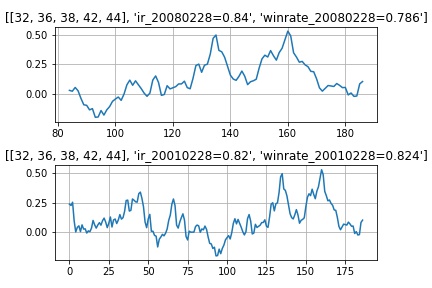 [[32, 36, 38, 42, 44], 'ir_20080228=0.84', 'winrate_20080228=0.786']
0.50
0.25
0.00
80 100 120 140 160 180
[[32, 36, 38, 42, 44], 'ir_20010228=0.82', 'winrate_20010228=0.824']
0.50
0.25
0.00
0 25 50 75 100 125 150 175